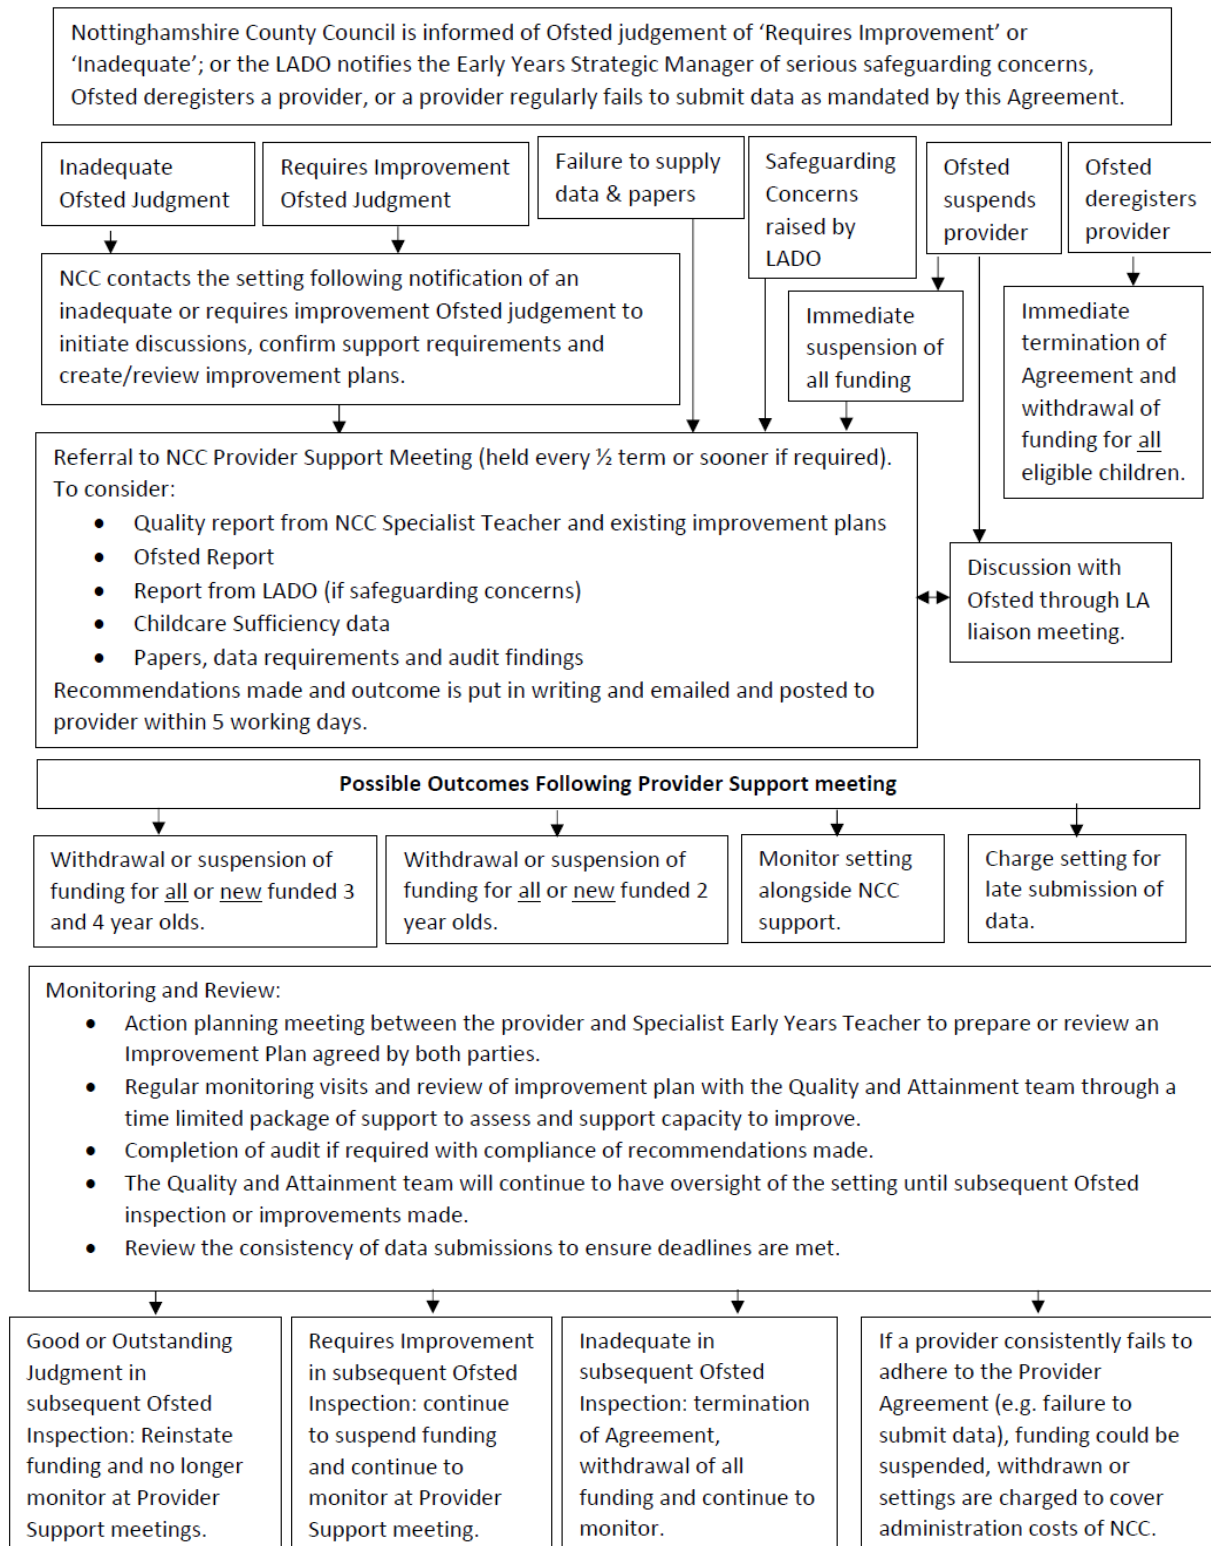 Nottinghamshire County Council is informed of Ofsted judgement of ‘Requires Improvement’ or
‘Inadequate’; or the LADO notifies the Early Years Strategic Manager of serious safeguarding concerns,
Ofsted deregisters a provider, or a provider regularly fails to submit data as mandated by this Agreement.
Inadequate
Ofsted Judgment
Requires Improvement
Ofsted Judgment
Failure to supply
data & papers
Safeguarding
Concerns
raised by
LADO
Ofsted
suspends
provider
Ofsted
deregisters
provider
NCC contacts the setting following notification of an
inadequate or requires improvement Ofsted judgement to
initiate discussions, confirm support requirements and
create/review improvement plans.
Immediate
suspension of
all funding
Immediate
termination of
Agreement and
withdrawal of
funding for all
eligible children.
Referral to NCC Provider Support Meeting (held every ½ term or sooner if required).
To consider:
• Quality report from NCC Specialist Teacher and existing improvement plans
• Ofsted Report
• Report from LADO (if safeguarding concerns)
• Childcare Sufficiency data
• Papers, data requirements and audit findings
Recommendations made and outcome is put in writing and emailed and posted to
provider within 5 working days.
Discussion with
Ofsted through LA
liaison meeting.
Possible Outcomes Following Provider Support meeting
Withdrawal or suspension of
funding for all or new funded 3
and 4 year olds.
Withdrawal or suspension of
funding for all or new funded 2
year olds.
Monitor setting
alongside NCC
support.
Charge setting for
late submission of
data.
Monitoring and Review:
• Action planning meeting between the provider and Specialist Early Years Teacher to prepare or review an
Improvement Plan agreed by both parties.
• Regular monitoring visits and review of improvement plan with the Quality and Attainment team through a
time limited package of support to assess and support capacity to improve.
• Completion of audit if required with compliance of recommendations made.
• The Quality and Attainment team will continue to have oversight of the setting until subsequent Ofsted
inspection or improvements made.
• Review the consistency of data submissions to ensure deadlines are met.
Good or Outstanding
Judgment in
subsequent Ofsted
Inspection: Reinstate
funding and no longer
monitor at Provider
Support meetings.
Requires Improvement
in subsequent Ofsted
Inspection: continue
to suspend funding
and continue to
monitor at Provider
Support meeting.
Inadequate in
subsequent Ofsted
Inspection: termination
of Agreement,
withdrawal of all
funding and continue to
monitor.
If a provider consistently fails to
adhere to the Provider
Agreement (e.g. failure to
submit data), funding could be
suspended, withdrawn or
settings are charged to cover
administration costs of NCC.